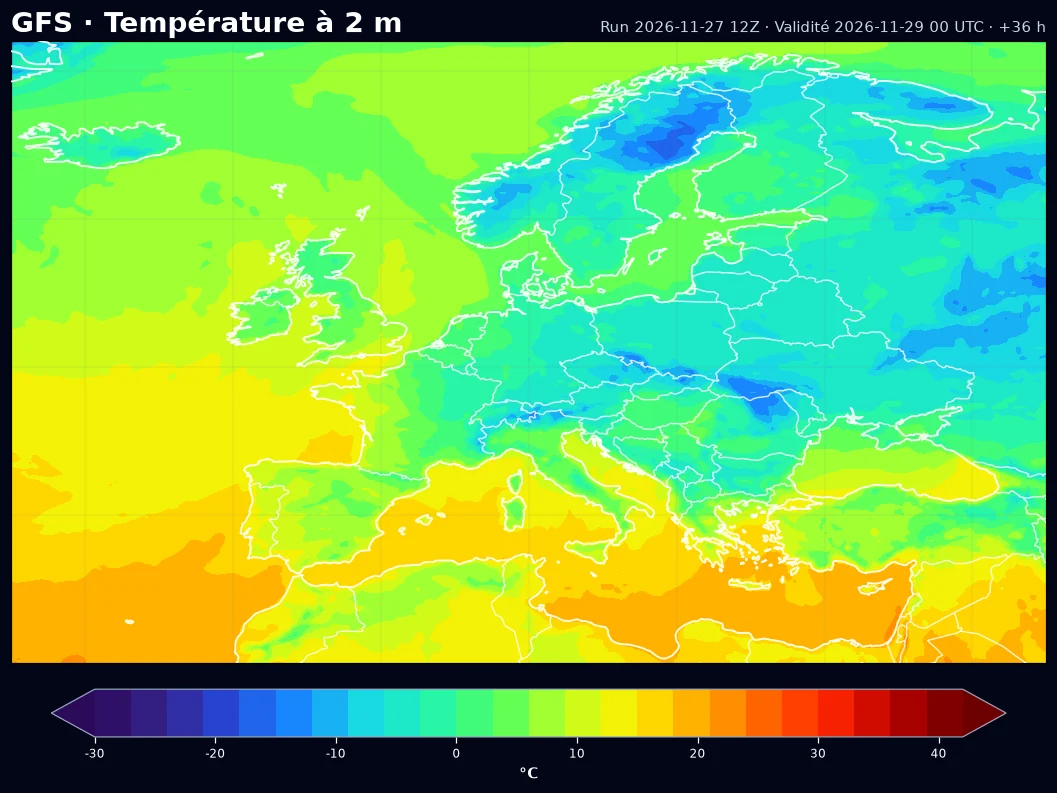 GFS · Température à 2 m
Run 2026-11-27 12Z · Validité 2026-11-29 00 UTC · +36 h
-30 -20 -10 0 10 20 30 40
°C